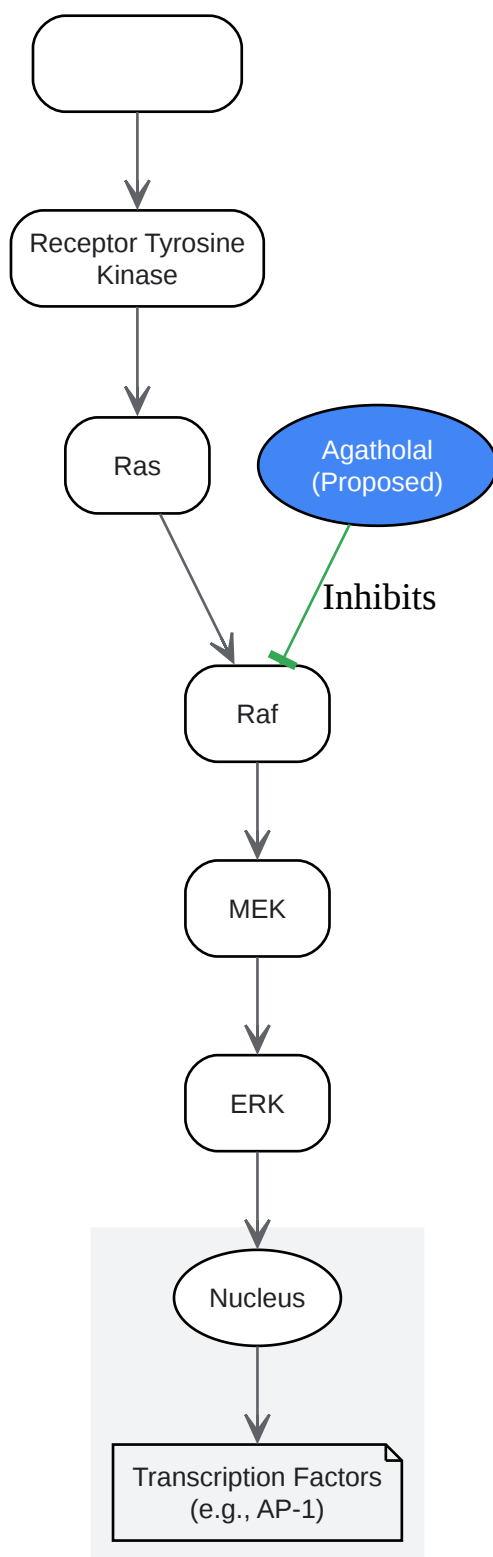 Receptor Tyrosine
Kinase
Ras
Agatholal
(Proposed)
Inhibits
Raf
MEK
ERK
Nucleus
Transcription Factors
(e.g., AP-1)